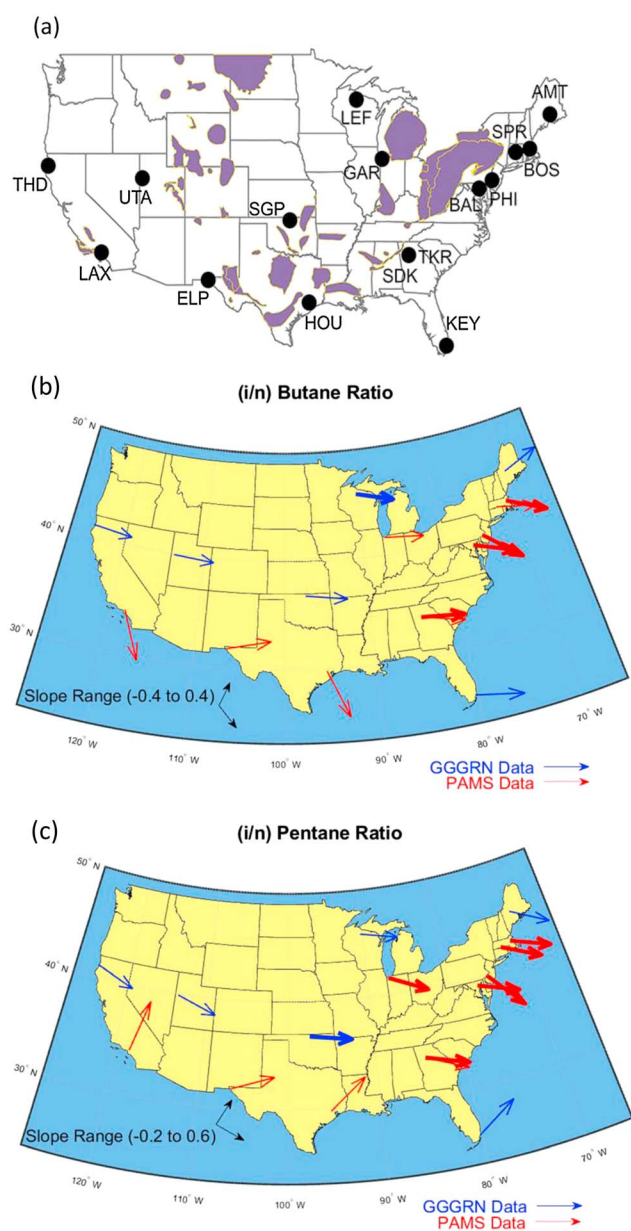 (a)
AMT
LEF
SPR
GAR
BOS
THD
UTA
BAL
PHI
SGP
LAX
TKR
SDK
ELP
HOU
KEY
(b)
(i/n) Butane Ratio
50° N
40° N
30° N
Slope Range (-0.4 to 0.4)
120° W
110° W
100° W
90° W
80° W
70° W
GGGRN Data
PAMS Data
(c)
(i/n) Pentane Ratio
50° N
40° N
30° N
Slope Range (-0.2 to 0.6)
120° W
110° W
100° W
90° W
80° W
70° W
GGGRN Data
PAMS Data